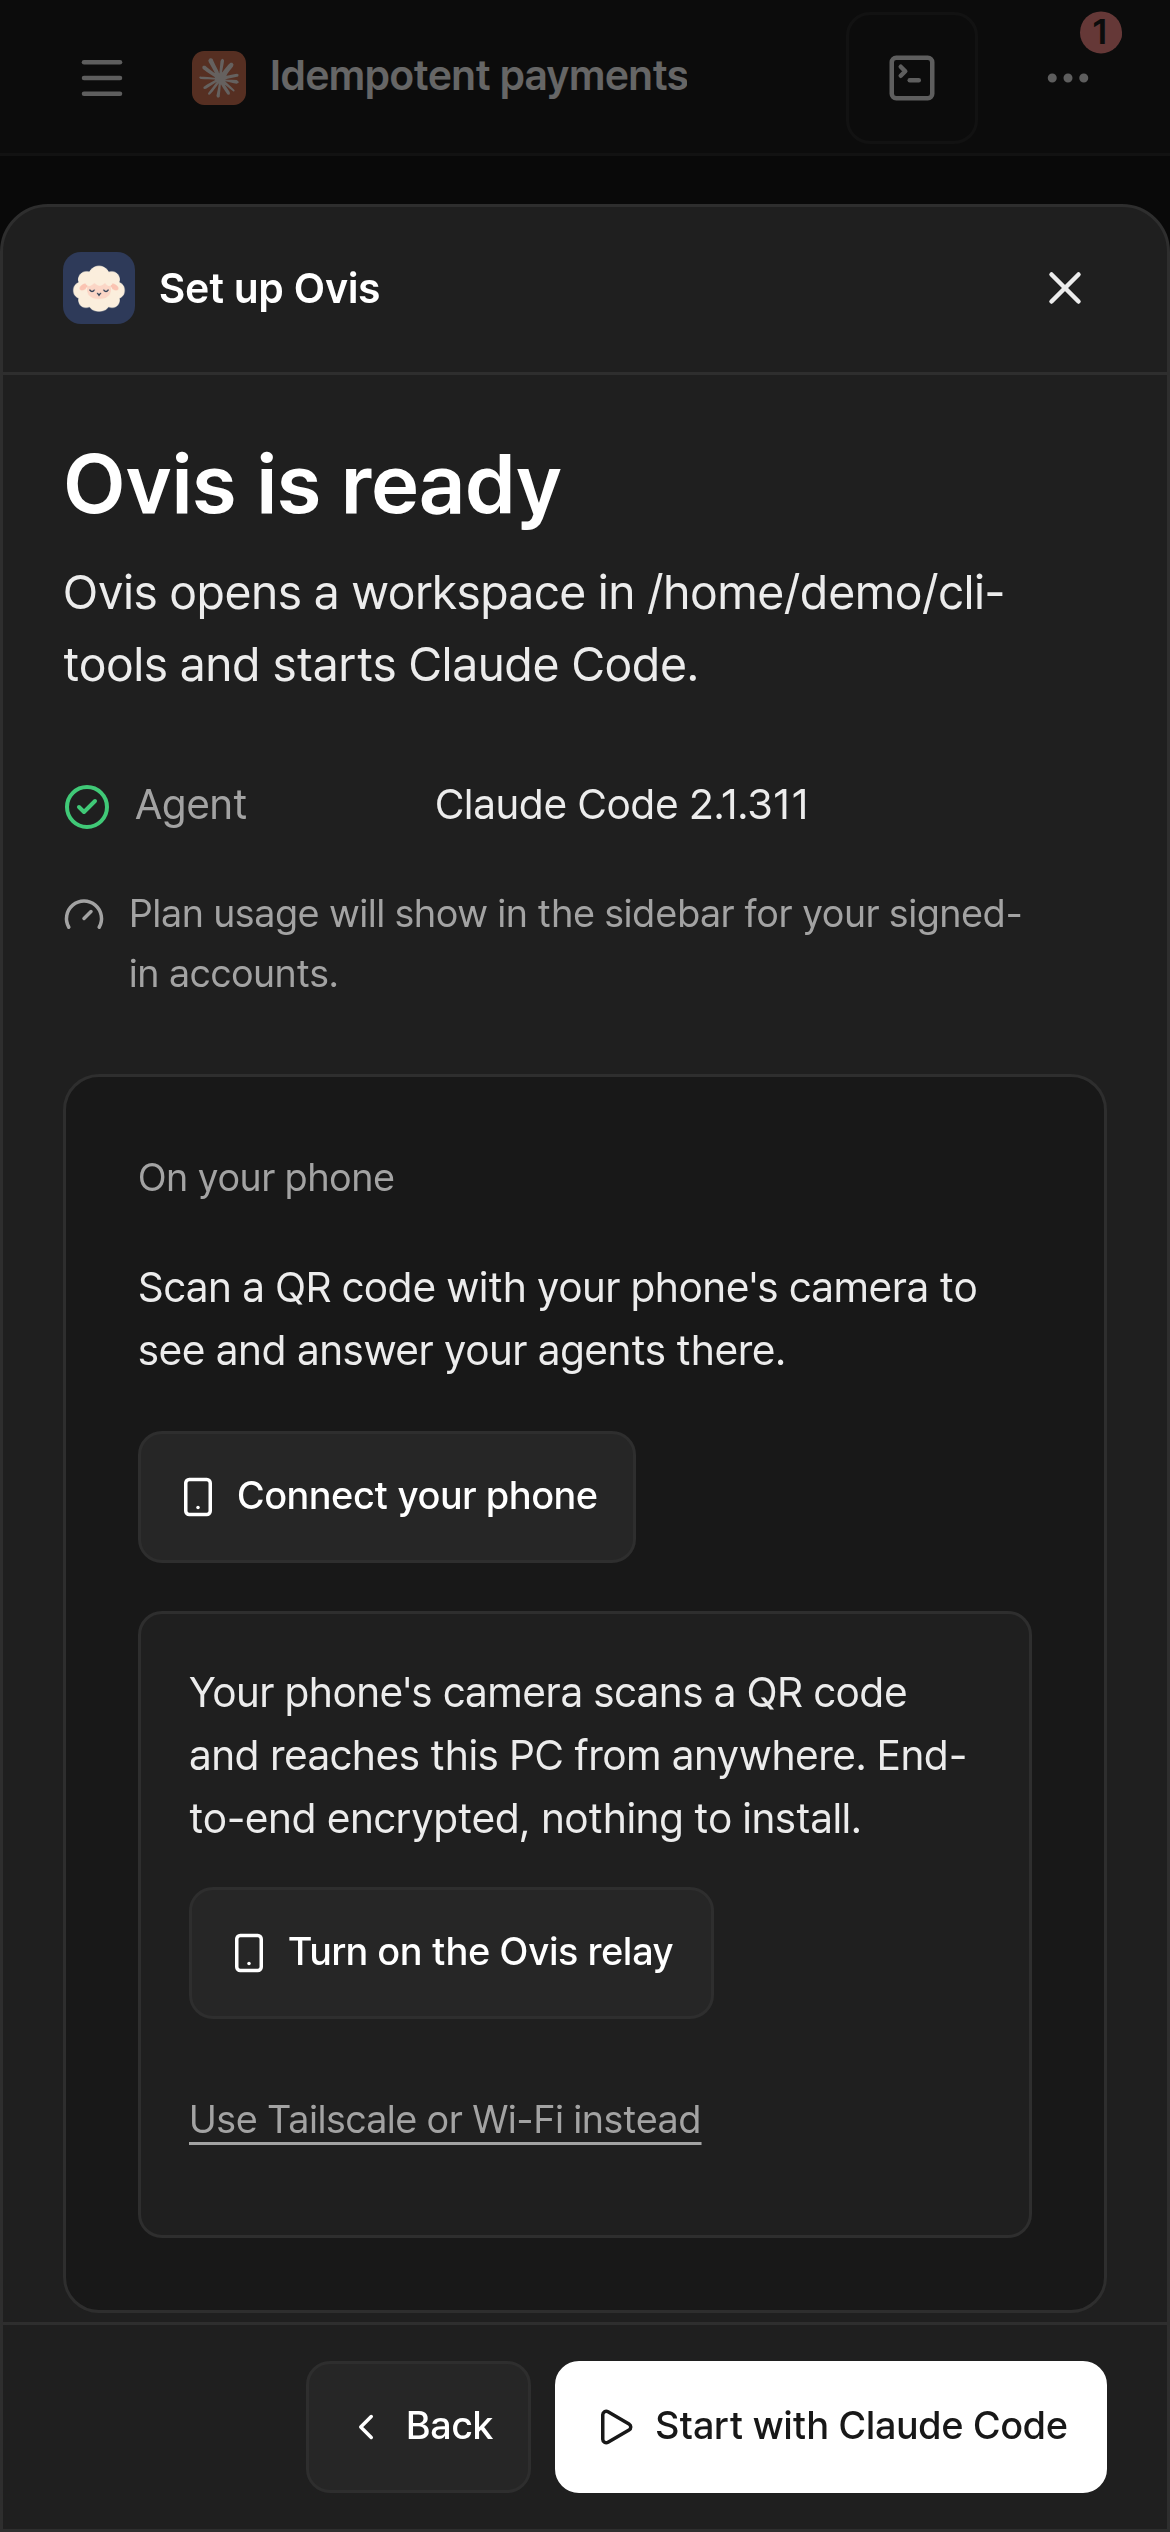 Idempotent payments
1
Set up Ovis
Ovis is ready
Ovis opens a workspace in /home/demo/cli-
tools and starts Claude Code.
Agent
Claude Code 2.1.311
Plan usage will show in the sidebar for your signed-
in accounts.
On your phone
Scan a QR code with your phone's camera to
see and answer your agents there.
Connect your phone
Your phone's camera scans a QR code
and reaches this PC from anywhere. End-
to-end encrypted, nothing to install.
Turn on the Ovis relay
Use Tailscale or Wi-Fi instead
Back
Start with Claude Code